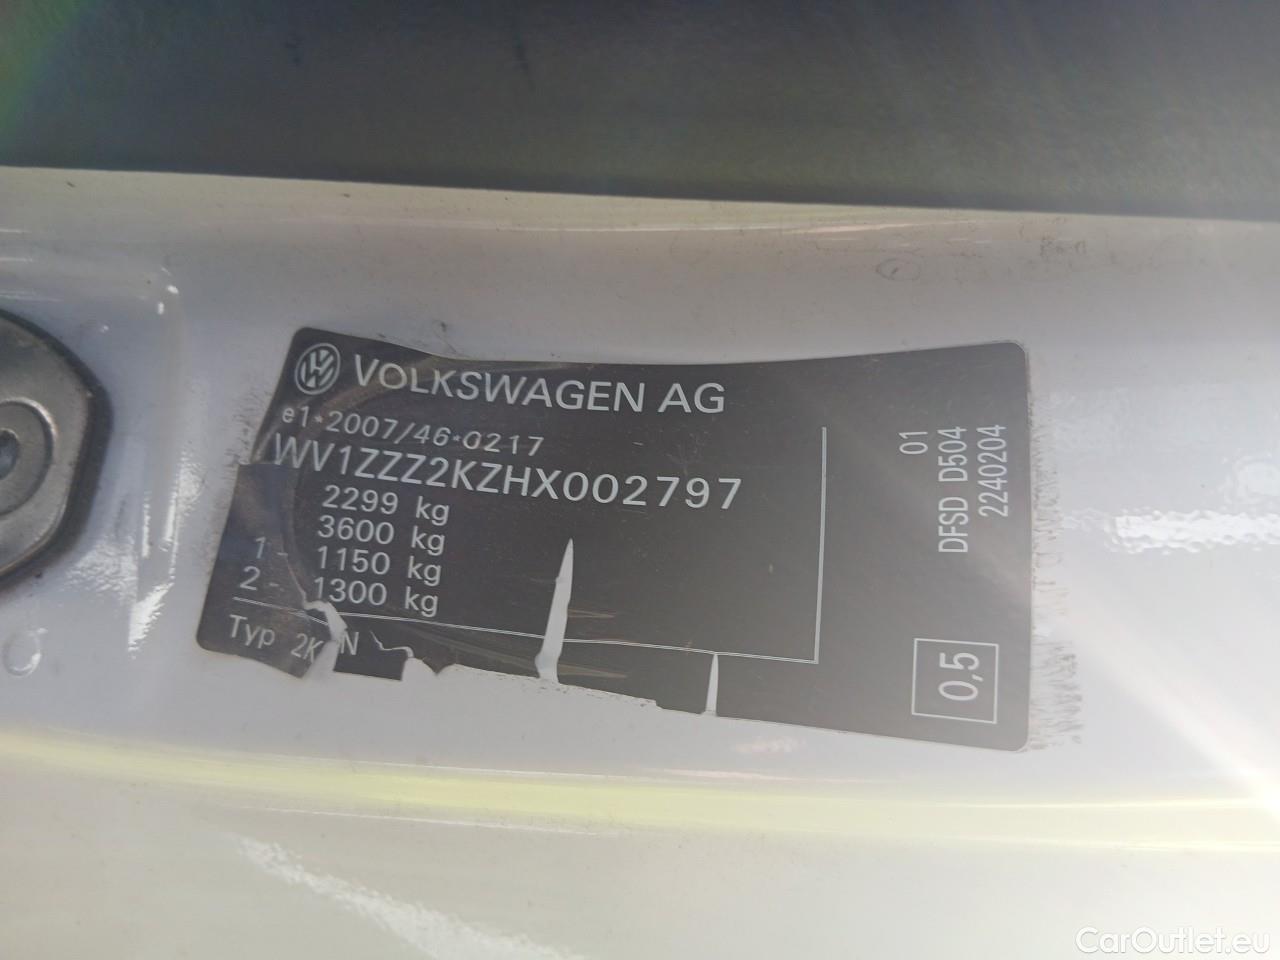 VOLKSWAGEN AG
e1*2007/46*0217
WV1ZZZ2KZHX002797
2299 kg
3600 kg
1 - 1150 kg
2 - 1300 kg
Typ 2K N
01
DFSD D504
2240204
0,5
CarOutlet.eu